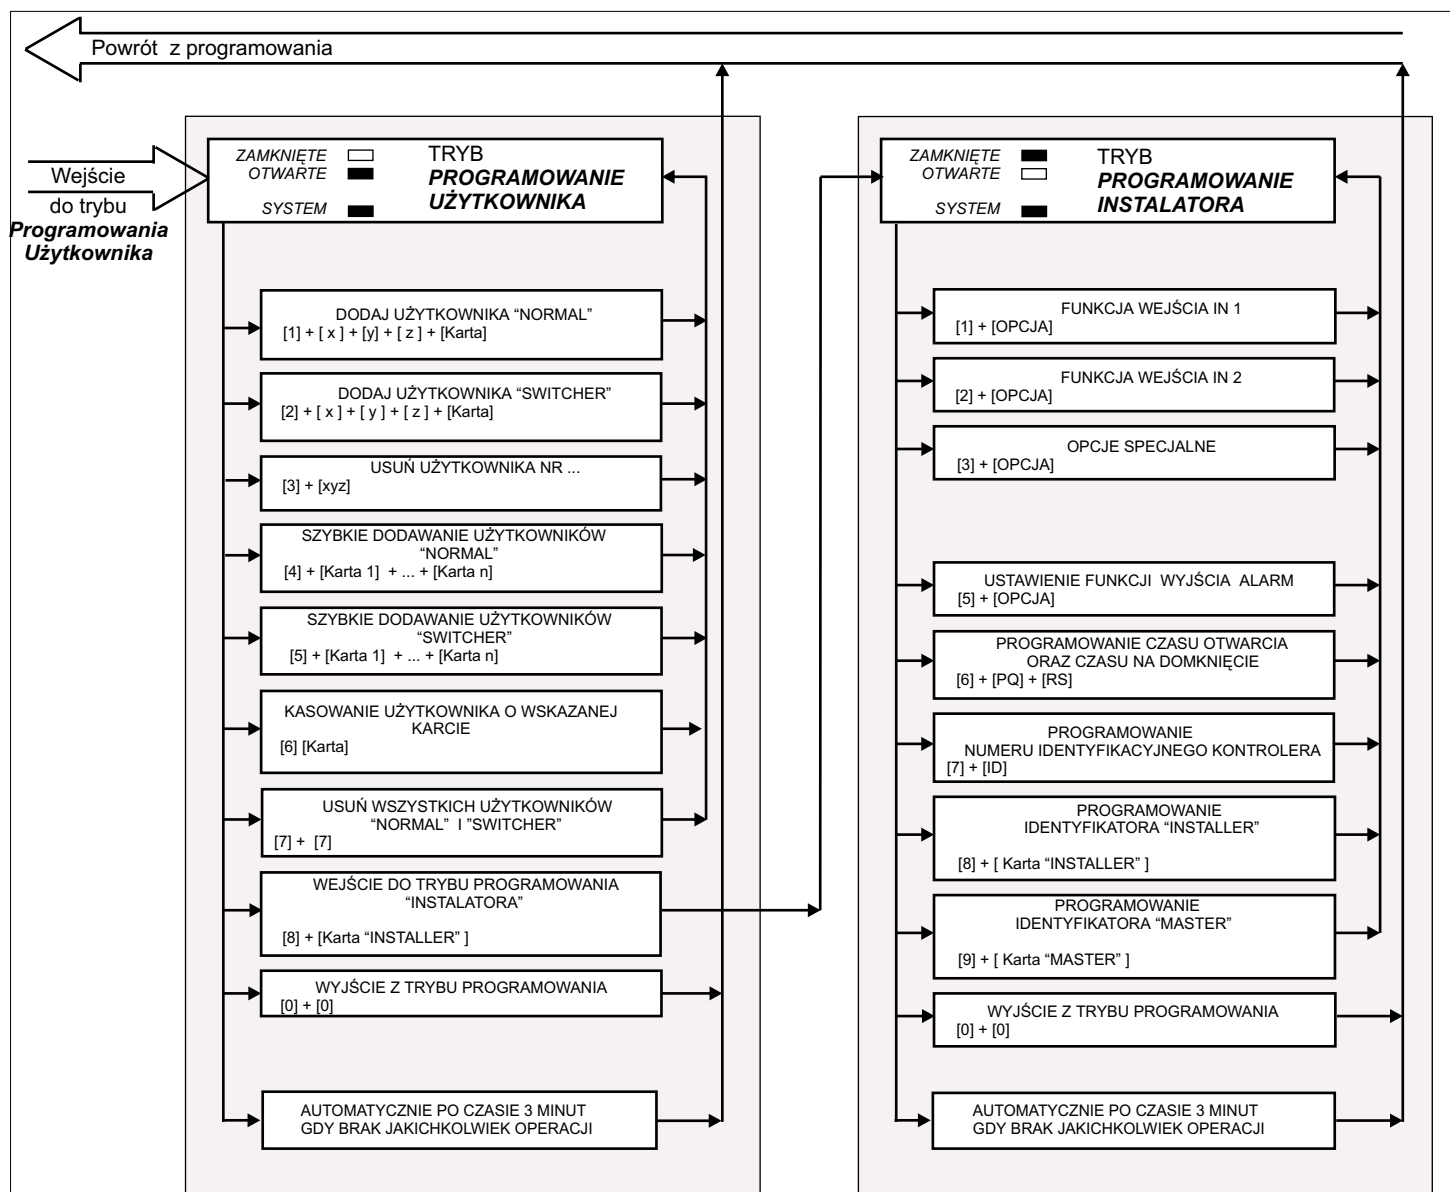 Powrót z programowania
Wejście
do trybu
Programowania
Użytkownika
ZAMKNIĘTE
OTWARTE
SYSTEM
TRYB
PROGRAMOWANIE
UŻYTKOWNIKA
DODAJ UŻYTKOWNIKA “NORMAL”
[1] + [ x ] + [y] + [ z ] + [Karta]
DODAJ UŻYTKOWNIKA “SWITCHER”
[2] + [ x ] + [ y ] + [ z ] + [Karta]
USUŃ UŻYTKOWNIKA NR ...
[3] + [xyz]
SZYBKIE DODAWANIE UŻYTKOWNIKÓW
“NORMAL”
[4] + [Karta 1] + ... + [Karta n]
SZYBKIE DODAWANIE UŻYTKOWNIKÓW
“SWITCHER”
[5] + [Karta 1] + ... + [Karta n]
KASOWANIE UŻYTKOWNIKA O WSKAZANEJ
KARCIE
[6] [Karta]
USUŃ WSZYSTKICH UŻYTKOWNIKÓW
“NORMAL” I ”SWITCHER”
[7] + [7]
WEJŚCIE DO TRYBU PROGRAMOWANIA
“INSTALATORA”
[8] + [Karta “INSTALLER” ]
WYJŚCIE Z TRYBU PROGRAMOWANIA
[0] + [0]
AUTOMATYCZNIE PO CZASIE 3 MINUT
GDY BRAK JAKICHKOLWIEK OPERACJI
ZAMKNIĘTE
OTWARTE
SYSTEM
TRYB
PROGRAMOWANIE
INSTALATORA
FUNKCJA WEJŚCIA IN 1
[1] + [OPCJA]
FUNKCJA WEJŚCIA IN 2
[2] + [OPCJA]
OPCJE SPECJALNE
[3] + [OPCJA]
USTAWIENIE FUNKCJI WYJŚCIA ALARM
[5] + [OPCJA]
PROGRAMOWANIE CZASU OTWARCIA
ORAZ CZASU NA DOMKNIĘCIE
[6] + [PQ] + [RS]
PROGRAMOWANIE
NUMERU IDENTYFIKACYJNEGO KONTROLERA
[7] + [ID]
PROGRAMOWANIE
IDENTYFIKATORA “INSTALLER”
[8] + [ Karta “INSTALLER” ]
PROGRAMOWANIE
IDENTYFIKATORA “MASTER”
[9] + [ Karta “MASTER” ]
WYJŚCIE Z TRYBU PROGRAMOWANIA
[0] + [0]
AUTOMATYCZNIE PO CZASIE 3 MINUT
GDY BRAK JAKICHKOLWIEK OPERACJI